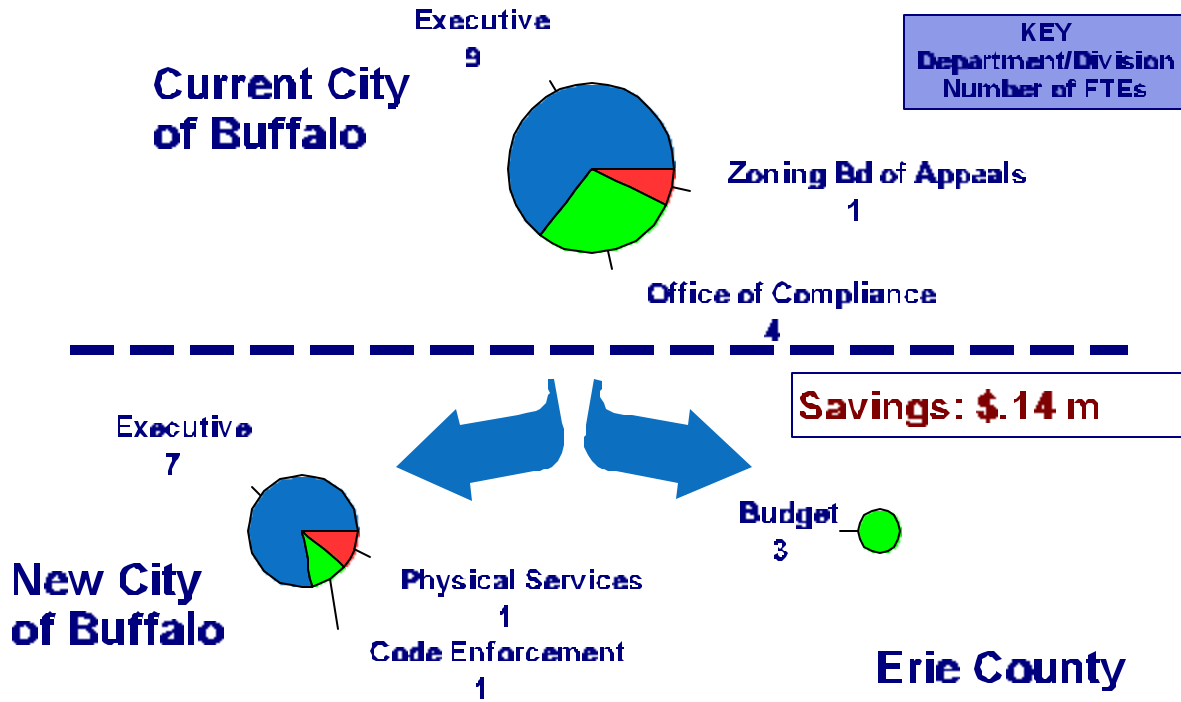 Executive
9
KEY
Department/Division
Number of FTEs
Current City
of Buffalo
Zoning Bd of Appeals
1
Office of Compliance
4
Savings: $.14 m
Executive
7
Budget
3
New City
of Buffalo
Physical Services
1
Code Enforcement
1
Erie County